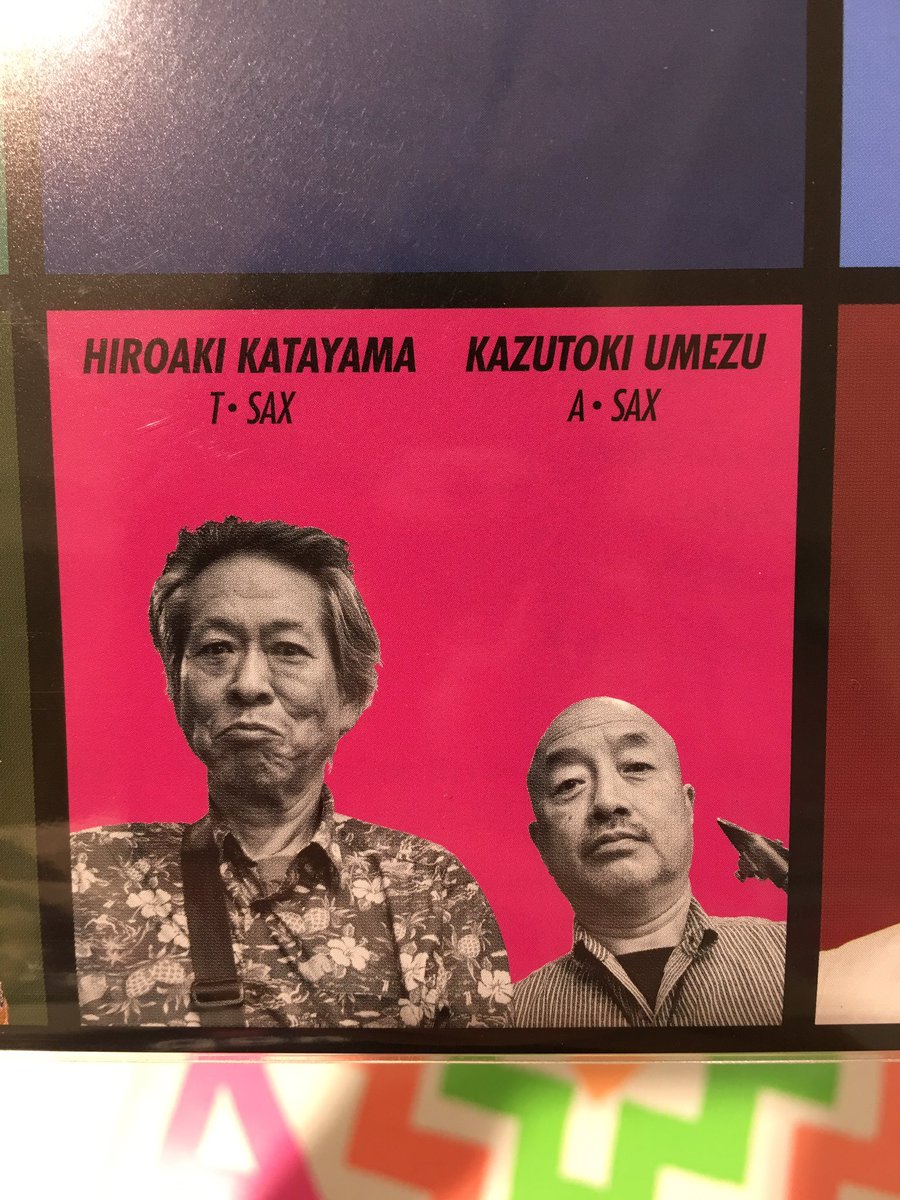 HIROAKI KATAYAMA
T • SAX
KAZUTOKI UMEZU
A • SAX